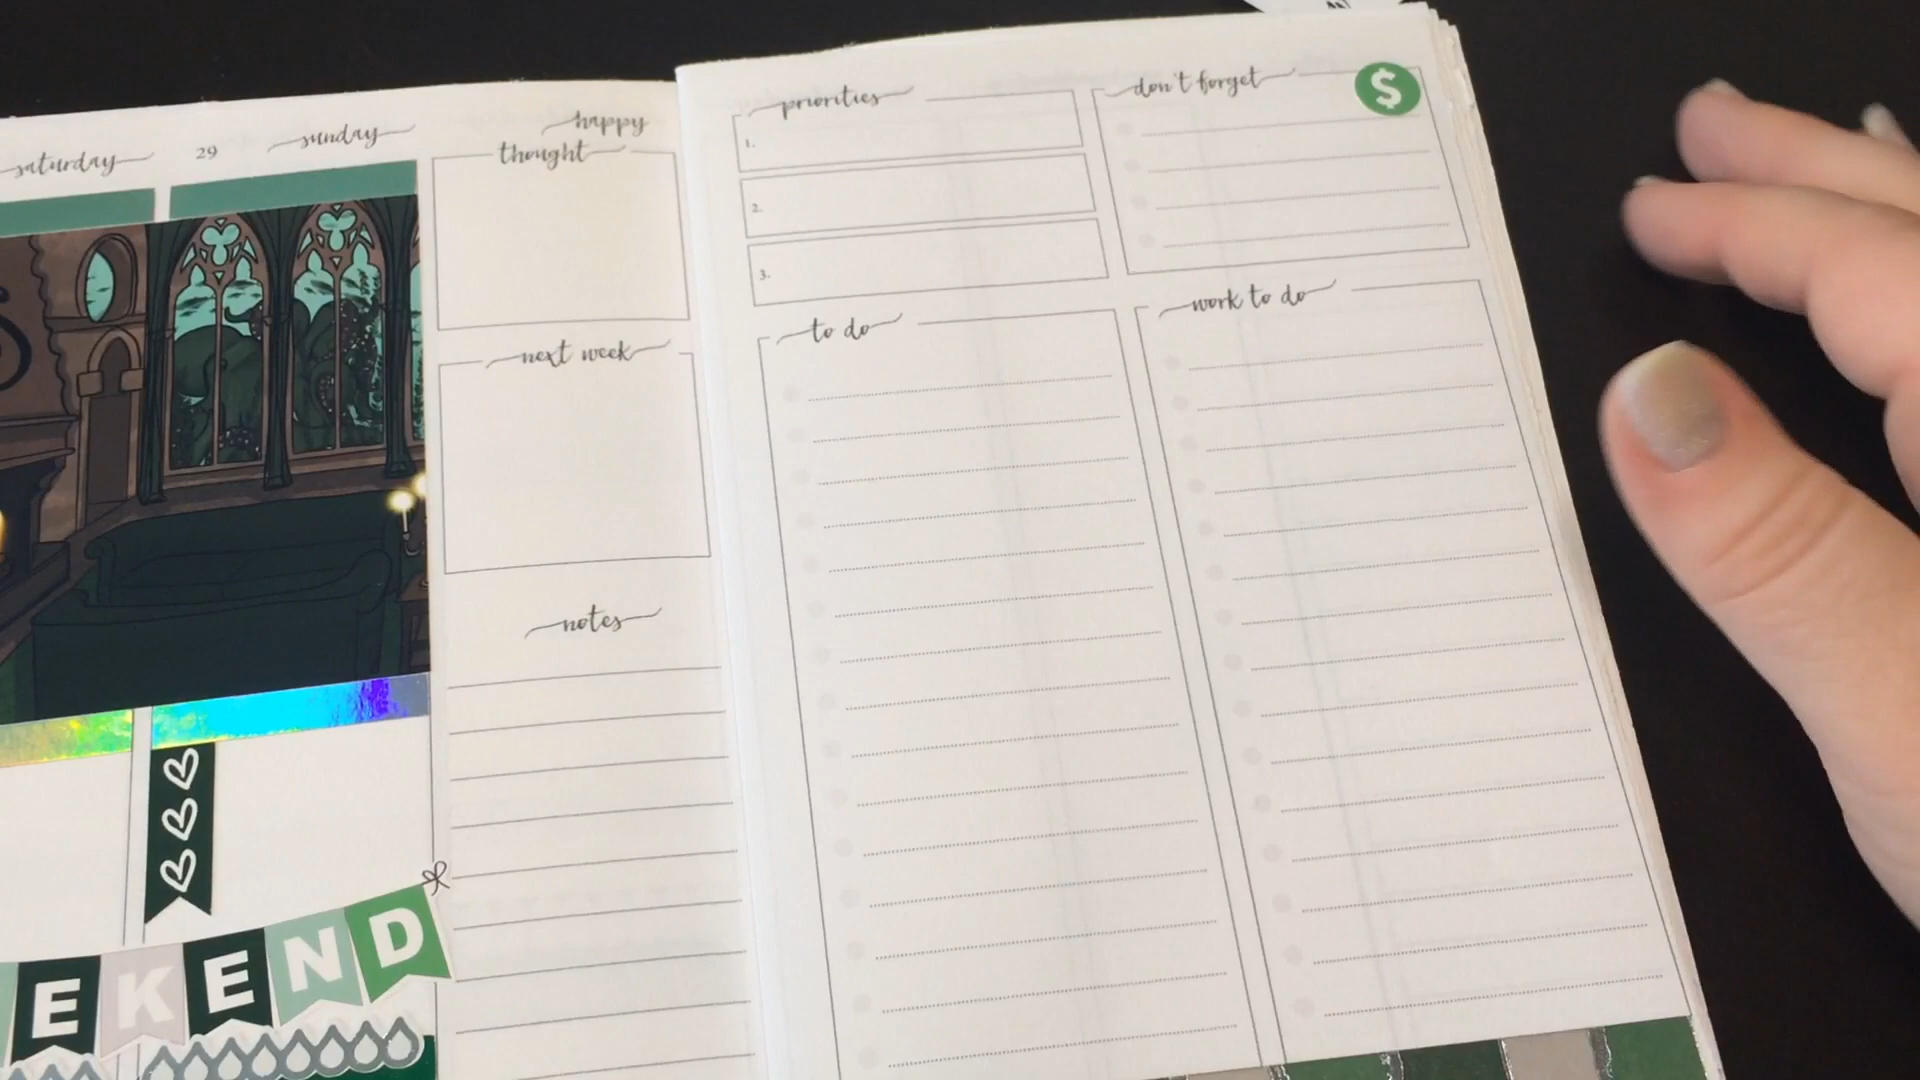 saturday
29
sunday
happy
thought
next week
notes
EKEND
priorities
1.
2.
3.
don't forget
$
to do
work to do